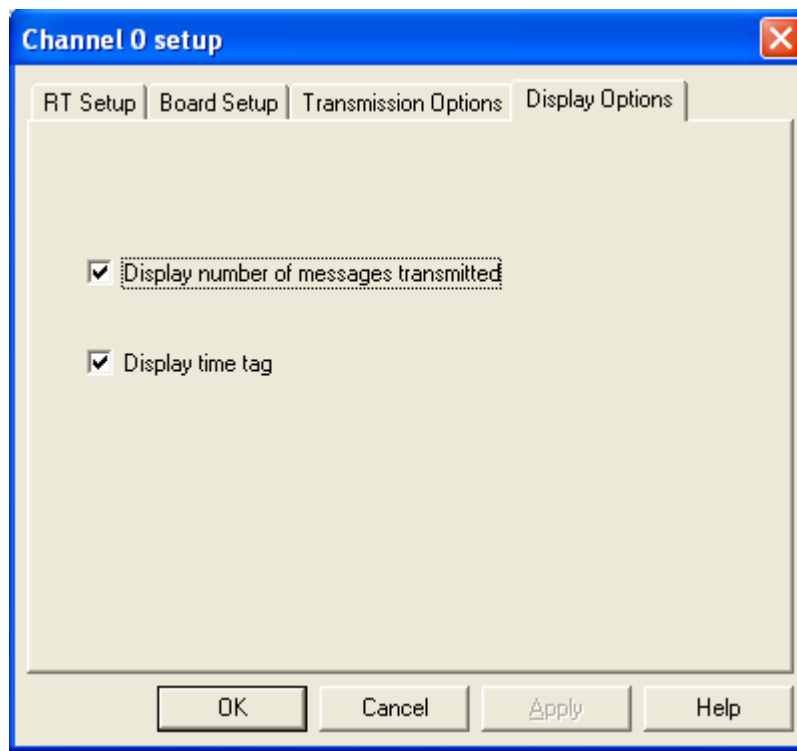 Channel 0 setup
RT Setup Board Setup Transmission Options Display Options
Display number of messages transmitted
Display time tag
OK Cancel Apply Help